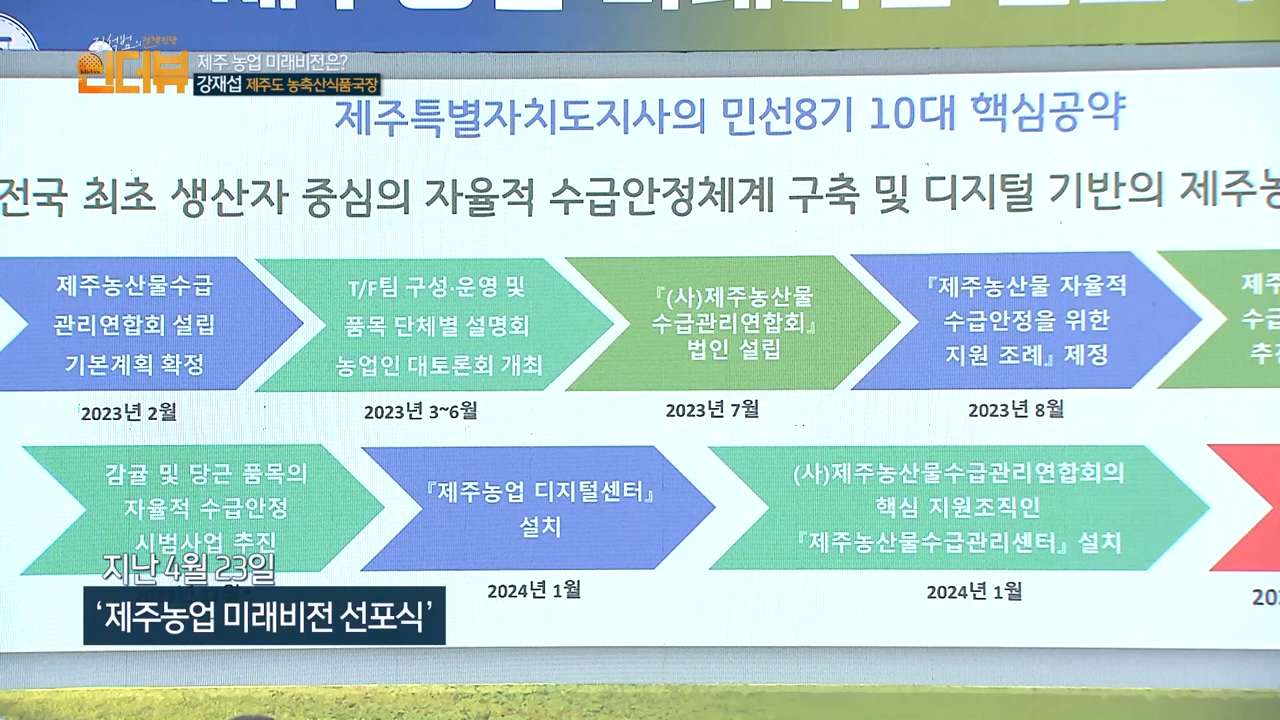 인더뷰
제주 농업 미래비전은?
강재섭 제주도 농축산식품국장
제주특별자치도지사의 민선8기 10대 핵심공약
전국 최초 생산자 중심의 자율적 수급안정체계 구축 및 디지털 기반의 제주농
제주농산물수급
관리연합회 설립
기본계획 확정
2023년 2월
T/F팀 구성·운영 및
품목 단체별 설명회
농업인 대토론회 개최
2023년 3~6월
『(사)제주농산물
수급관리연합회』
법인 설립
2023년 7월
『제주농산물 자율적
수급안정을 위한
지원 조례』 제정
2023년 8월
제주
수급
추진
감귤 및 당근 품목의
자율적 수급안정
시범사업 추진
『제주농업 디지털센터』
설치
2024년 1월
(사)제주농산물수급관리연합회의
핵심 지원조직인
『제주농산물수급관리센터』 설치
2024년 1월
202
지난 4월 23일
‘제주농업 미래비전 선포식’